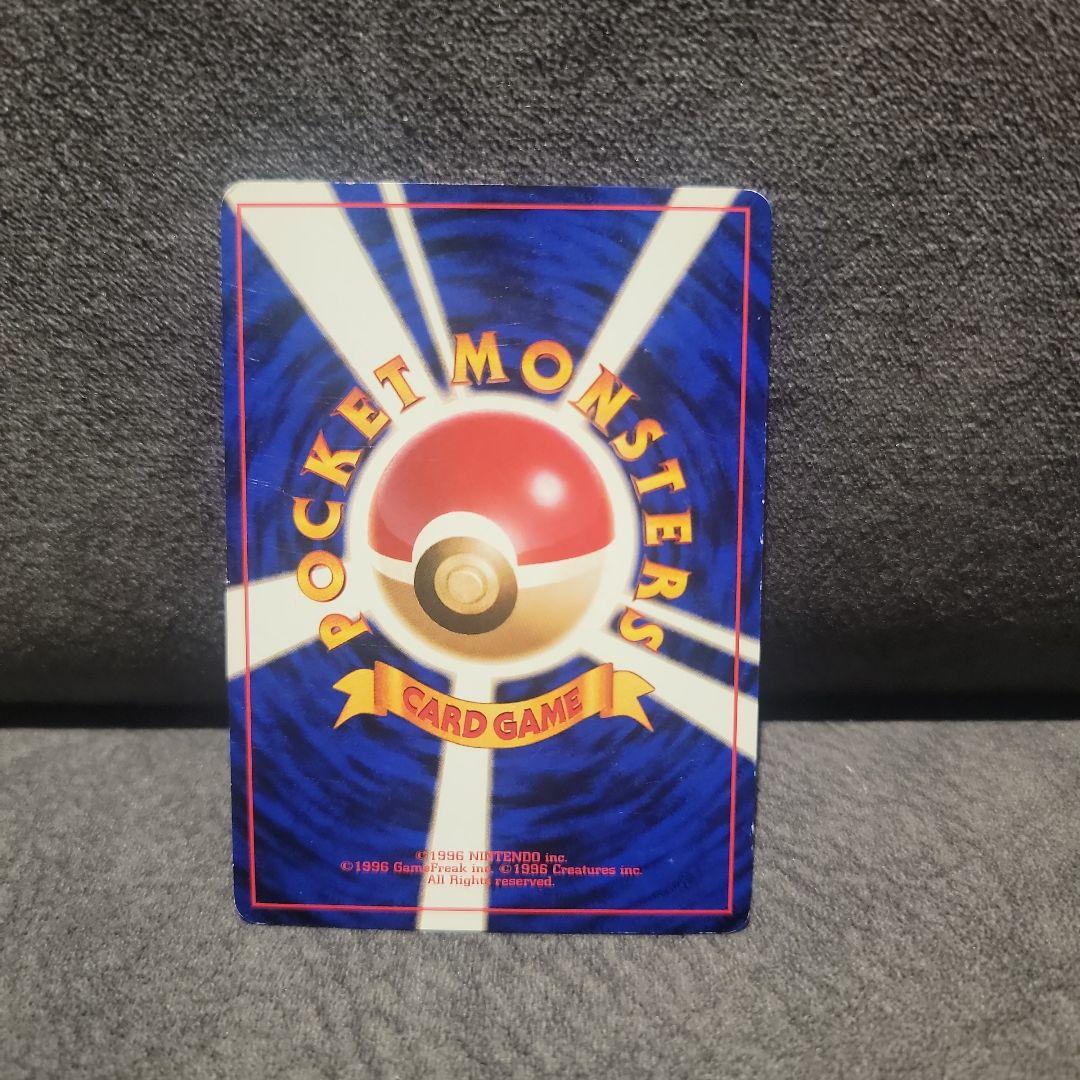 POCKET MONSTERS
CARD GAME
©1996 NINTENDO inc.
©1996 GameFreak inc. ©1996 Creatures inc.
All Rights reserved.